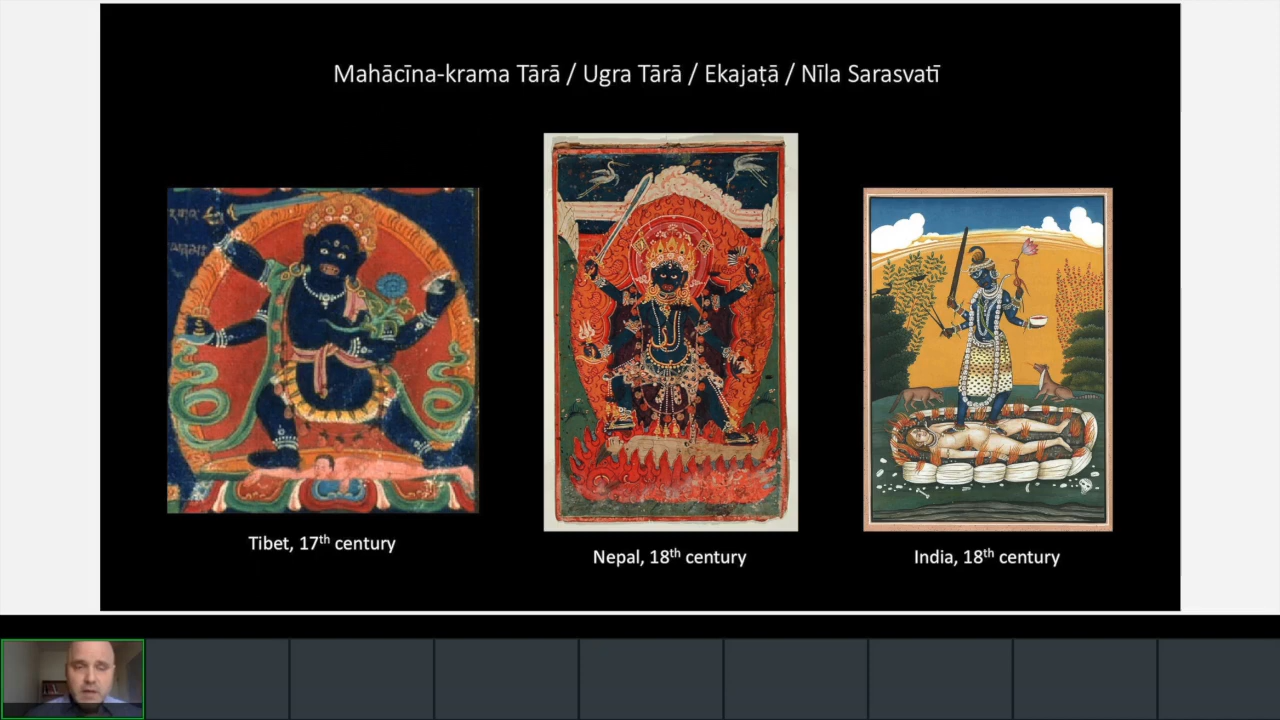 Mahācīna-krama Tārā / Ugra Tārā / Ekajaṭā / Nīla Sarasvatī
Tibet, 17th century
Nepal, 18th century
India, 18th century